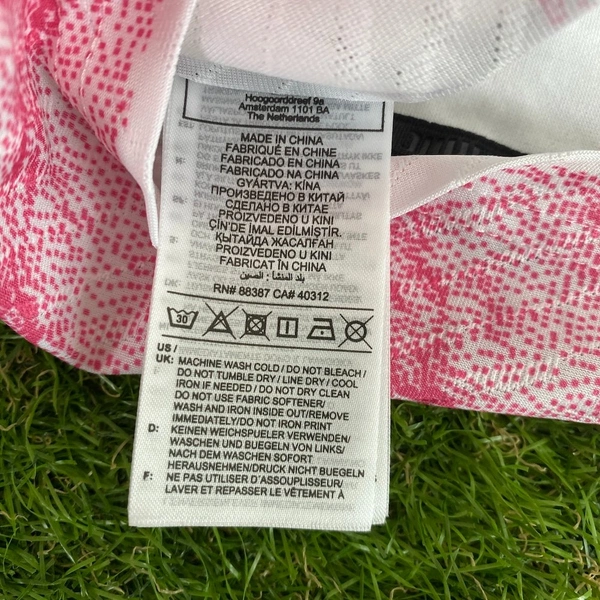 Hoogoorddreef 9a
Amsterdam 1101 BA
The Netherlands
MADE IN CHINA
FABRIQUÉ EN CHINE
FABRICADO EN CHINA
FABRICADO NA CHINA
GYÁRTVA: KÍNA
ПРОИЗВЕДЕНО В КИТАЙ
СДЕЛАНО В КИТАЕ
PROIZVEDENO U KINI
ÇİN'DE İMAL EDİLMİŞTİR.
ҚЫТАЙДА ЖАСАЛҒАН
PROIZVEDENO U KINI
FABRICAT ÎN CHINA
بلد المنشأ: الصين
RN# 88387 CA# 40312
30
US /
UK: MACHINE WASH COLD / DO NOT BLEACH /
DO NOT TUMBLE DRY / LINE DRY / COOL
IRON IF NEEDED / DO NOT DRY CLEAN
DO NOT USE FABRIC SOFTENER/
WASH AND IRON INSIDE OUT/REMOVE
IMMEDIATELY/DO NOT IRON PRINT
D: KEINEN WEICHSPUELER VERWENDEN/
WASCHEN UND BUEGELN VON LINKS/
NACH DEM WASCHEN SOFORT
HERAUSNEHMEN/DRUCK NICHT BUEGELN
F: NE PAS UTILISER D'ASSOUPLISSEUR/
LAVER ET REPASSER LE VÊTEMENT À